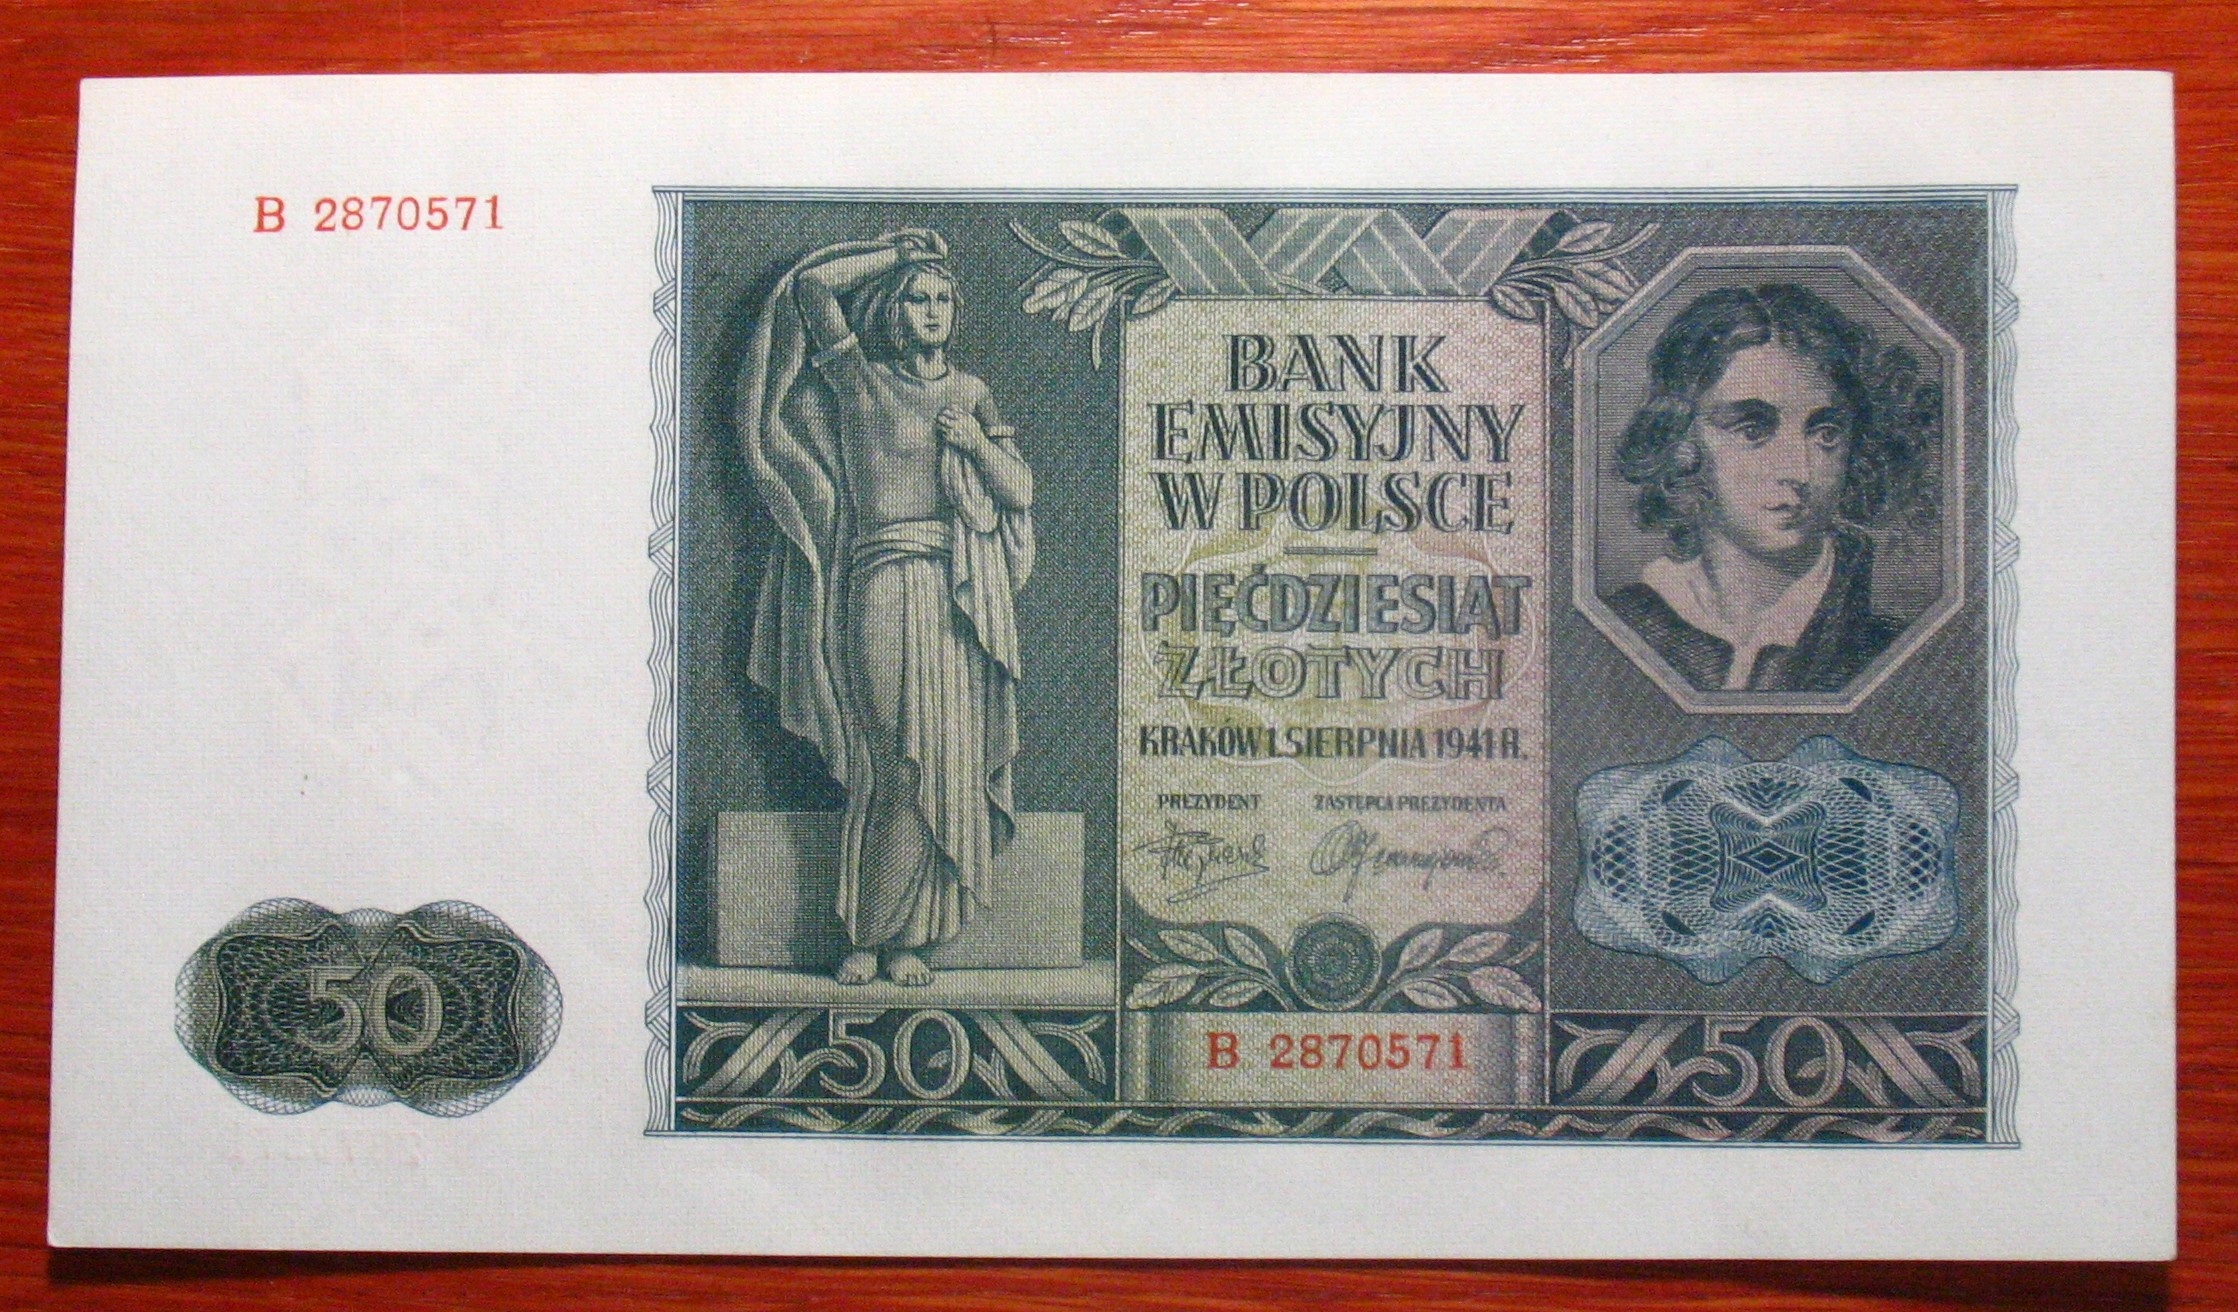 B 2870571
BANK
EMISYJNY
W POLSCE
PIĘĆDZIESIĄT
ZŁOTYCH
KRAKÓW 1 SIERPNIA 1941 R.
PREZYDENT ZASTĘPCA PREZYDENTA
50
50
B 2870571
50